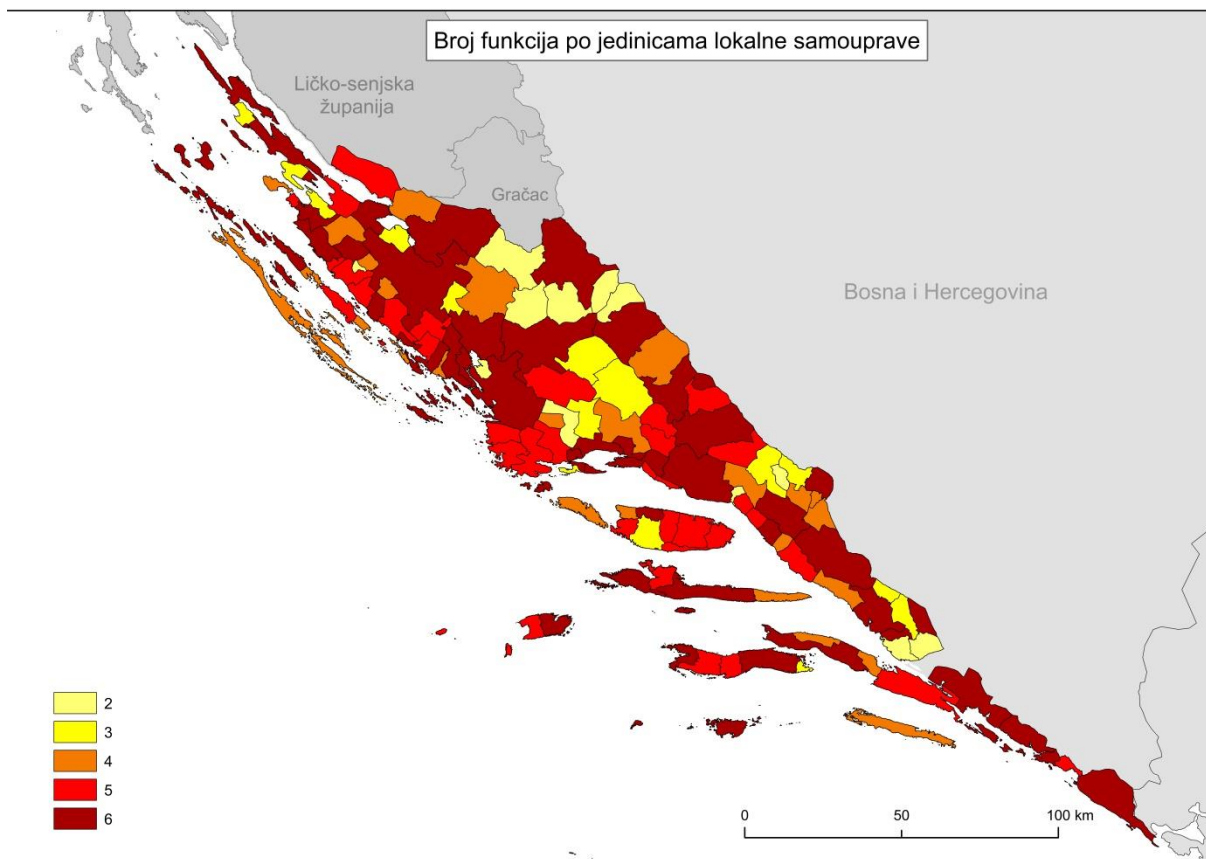 Broj funkcija po jedinicama lokalne samouprave
Ličko-senjska
županija
Gračac
Bosna i Hercegovina
2
3
4
5
6
0 50 100 km